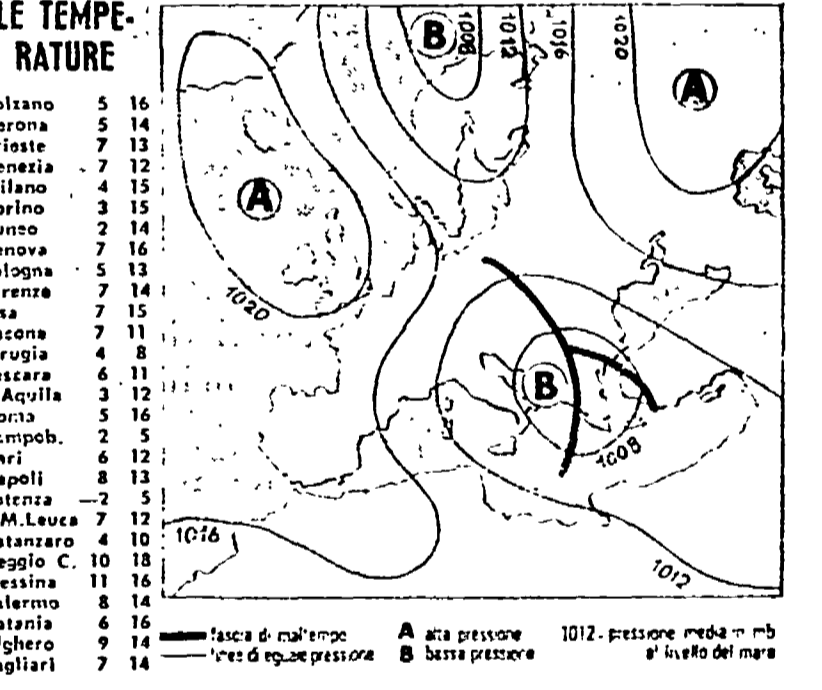 LE TEMPE-
RATURE
olzano 5 16
erona 5 14
rieste 7 13
enezia 7 12
ilano 4 15
orino 3 15
uneo 2 14
enova 7 16
ologna 5 13
renze 7 14
sa 7 15
ncona 7 11
rugia 4 8
escara 6 11
Aquila 3 12
oma 5 16
mpob. 2 5
ari 6 12
apoli 8 13
otenza —2 5
M.Leuca 7 12
atanzaro 4 10
eggio C. 10 18
essina 11 16
alermo 8 14
atania 6 16
ghero 9 14
agliari 7 14
B 1008 1012 1016 1020
A
A
1020
B
1008
1016
1012
fascia di maltempo
linee di eguale pressione
A alta pressione
B bassa pressione
1012 - pressione media in mb
al livello del mare